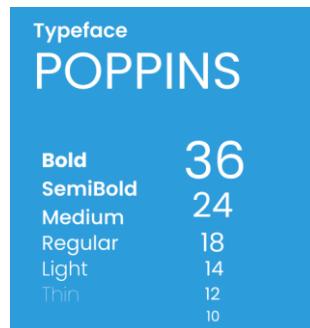 Typeface
POPPINS
Bold
SemiBold
Medium
Regular
Light
Thin
36
24
18
14
12
10